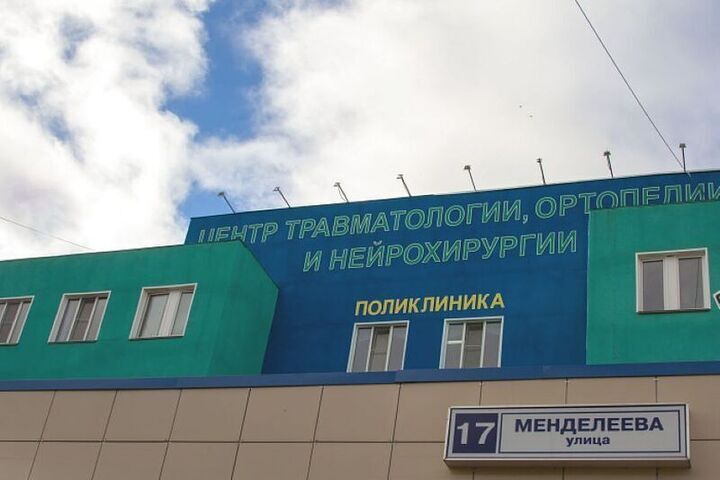 ЦЕНТР ТРАВМАТОЛОГИИ, ОРТОПЕДИИ
И НЕЙРОХИРУРГИИ
ПОЛИКЛИНИКА
17 МЕНДЕЛЕЕВА
улица